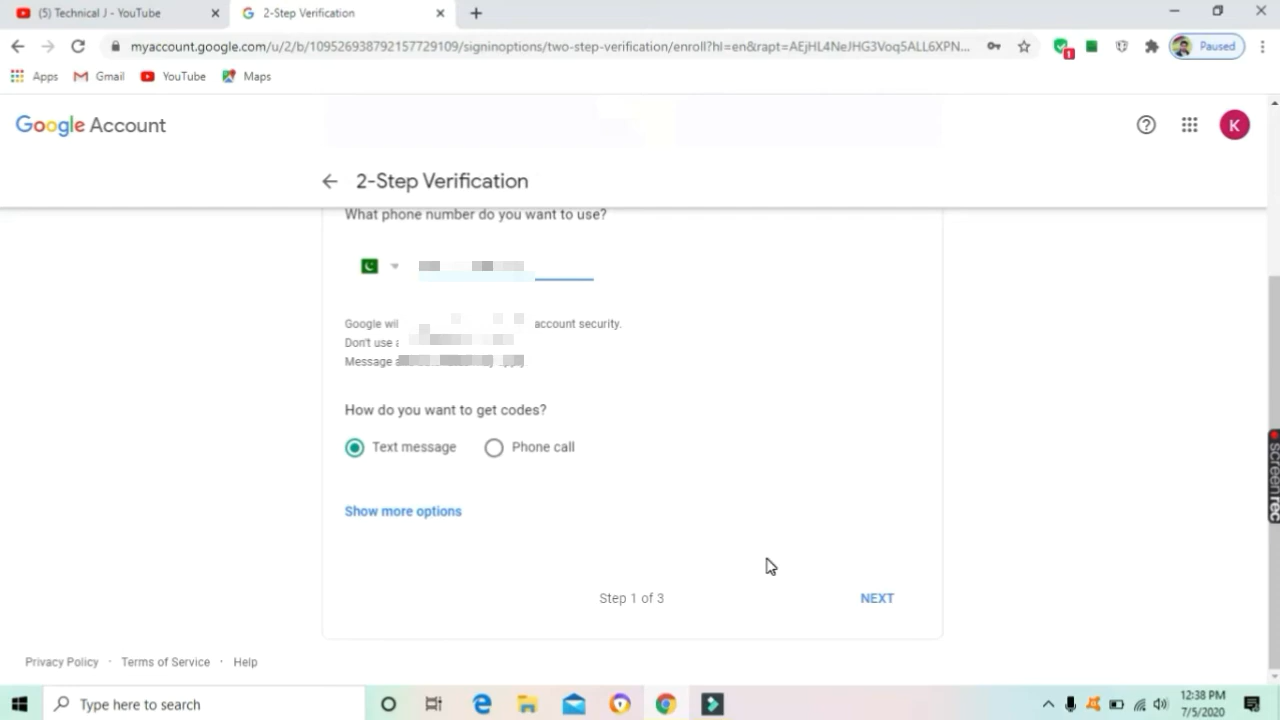 (5) Technical J - YouTube
2-Step Verification
myaccount.google.com/u/2/b/109526938792157729109/signinoptions/two-step-verification/enroll?hl=en&rapt=AEjHL4NeJHG3Voq5ALL6XPN...
1
Paused
Apps
Gmail
YouTube
Maps
Google Account
K
2-Step Verification
What phone number do you want to use?
Google wil account security.
Don't use
Message
How do you want to get codes?
Text message
Phone call
Show more options
Step 1 of 3
NEXT
Privacy Policy · Terms of Service · Help
screenrec
Type here to search
12:38 PM
7/5/2020